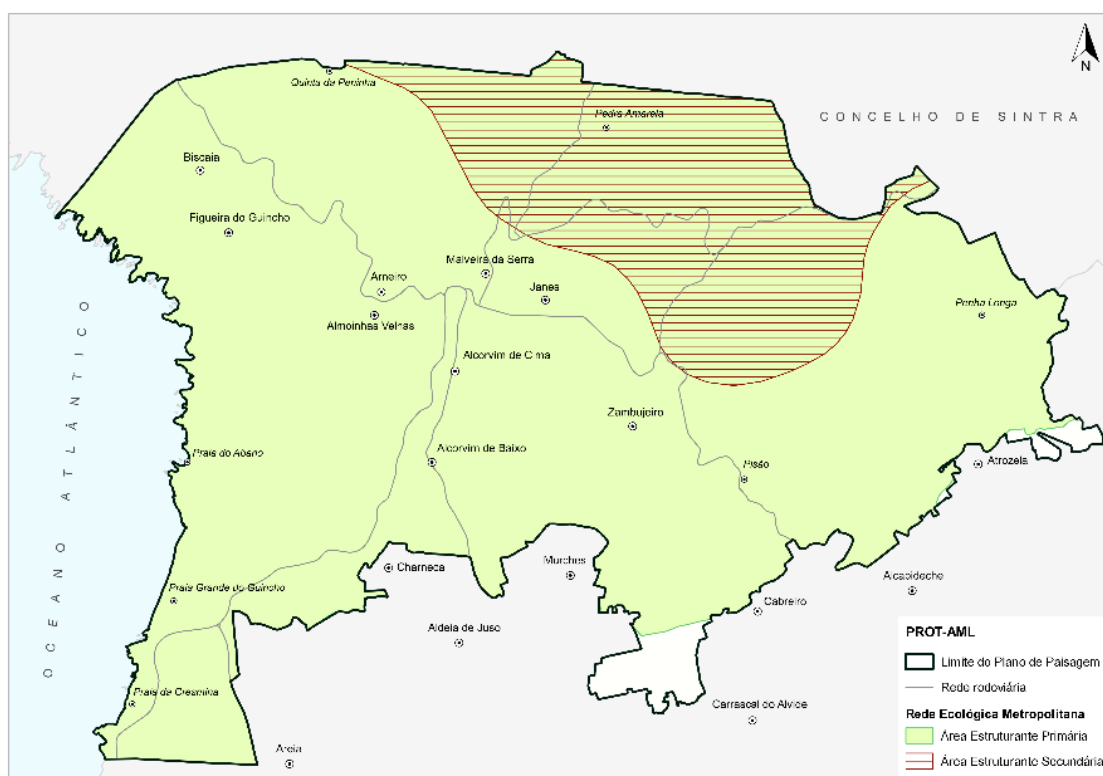 N
CONCELHO DE SINTRA
Quinta da Peninha
Pedra Amarela
Biscaia
Figueira do Guincho
Malveira da Serra
Arneiro
Janes
Penha Longa
Almoinhas Velhas
Alcorvim de Cima
Zambujeiro
Alcorvim de Baixo
Praia do Abano
Atrozela
Pisão
OCEANO ATLÂNTICO
Charneca
Murches
Alcabideche
Praia Grande do Guincho
Cabreiro
Aldeia de Juso
Praia da Cresmina
Carrascal do Alvide
Areia
PROT-AML
Limite do Plano de Paisagem
Rede rodoviária
Rede Ecológica Metropolitana
Área Estruturante Primária
Área Estruturante Secundária